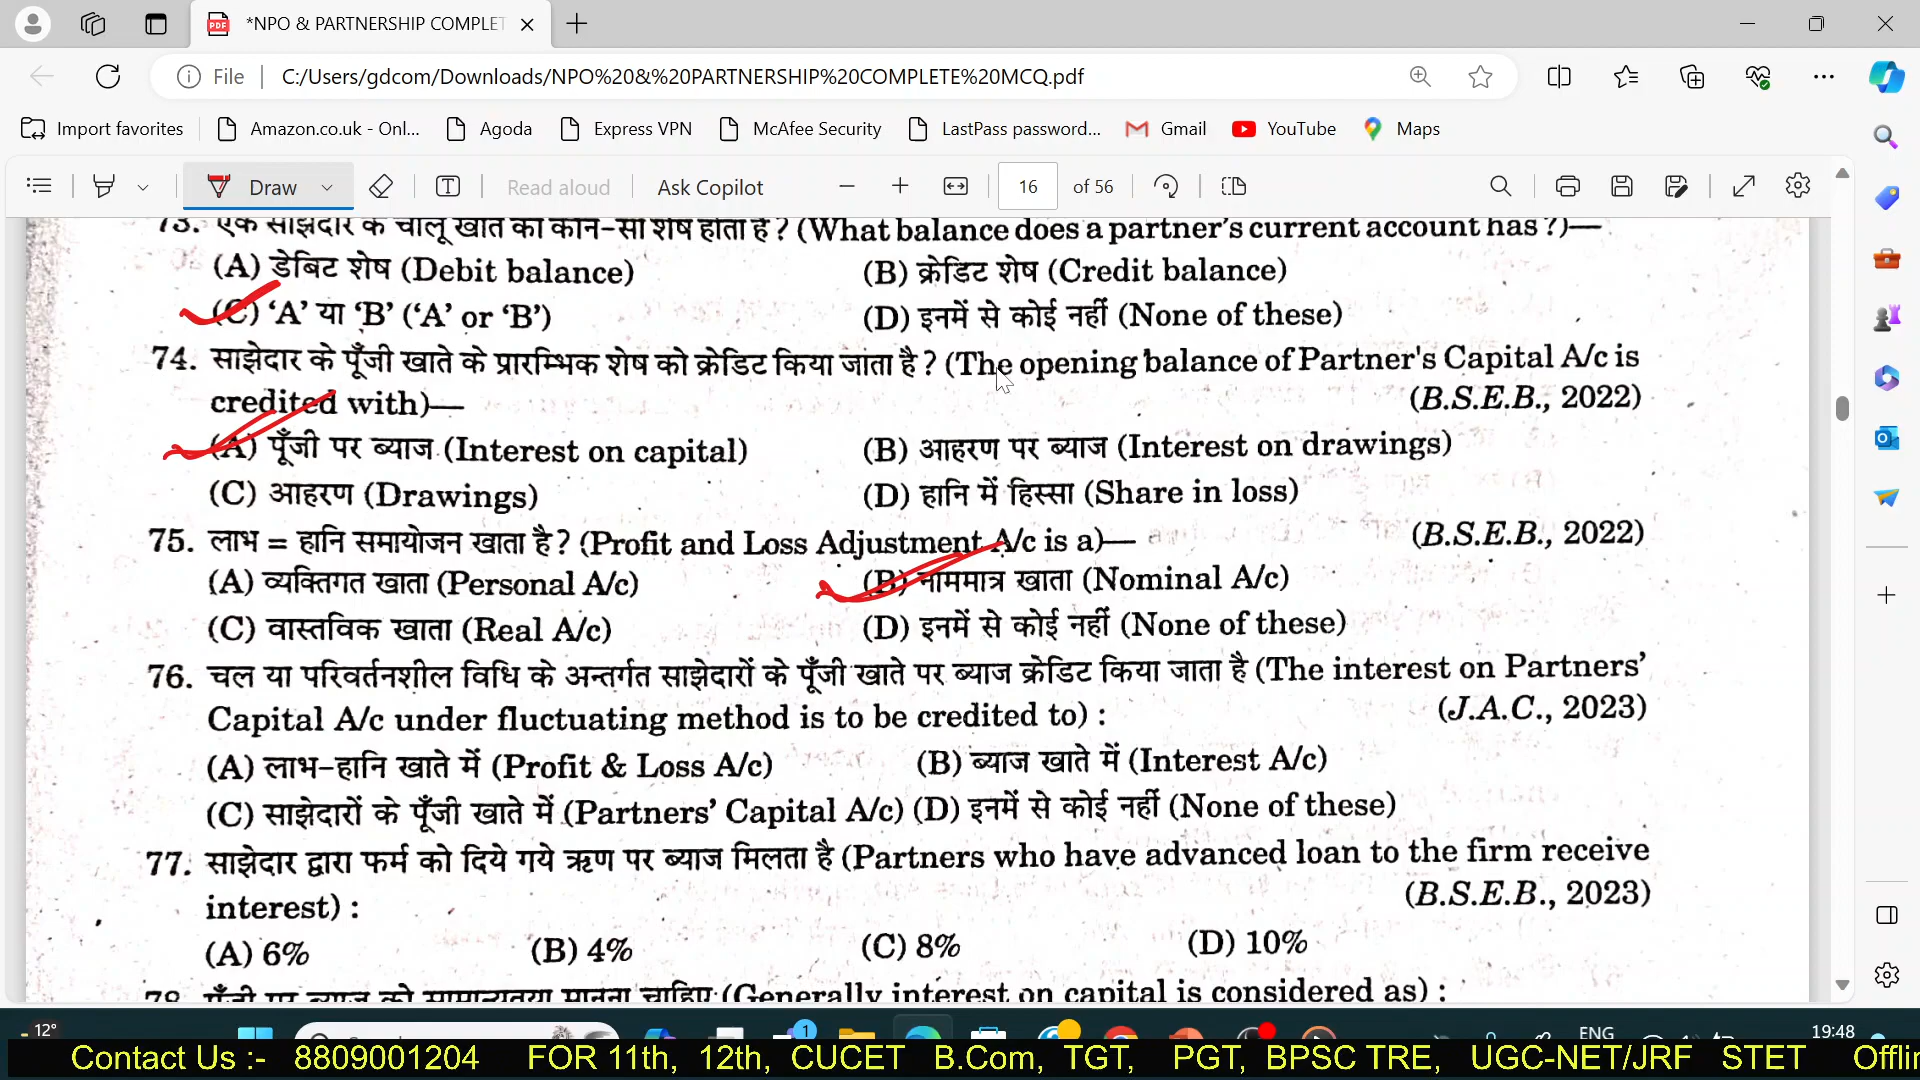 *NPO & PARTNERSHIP COMPLET
File C:/Users/gdcom/Downloads/NPO%20&%20PARTNERSHIP%20COMPLETE%20MCQ.pdf
Import favorites Amazon.co.uk - Onl... Agoda Express VPN McAfee Security LastPass password... Gmail YouTube Maps
Draw Read aloud Ask Copilot 16 of 56
73. एक साझेदार के चालू खाते का कौन-सा शेष होता है ? (What balance does a partner's current account has ?)—
(A) डेबिट शेष (Debit balance) (B) क्रेडिट शेष (Credit balance)
(C) 'A' या 'B' ('A' or 'B') (D) इनमें से कोई नहीं (None of these)
74. साझेदार के पूँजी खाते के प्रारम्भिक शेष को क्रेडिट किया जाता है ? (The opening balance of Partner's Capital A/c is
credited with)— (B.S.E.B., 2022)
(A) पूँजी पर ब्याज (Interest on capital) (B) आहरण पर ब्याज (Interest on drawings)
(C) आहरण (Drawings) (D) हानि में हिस्सा (Share in loss)
75. लाभ = हानि समायोजन खाता है ? (Profit and Loss Adjustment A/c is a)— (B.S.E.B., 2022)
(A) व्यक्तिगत खाता (Personal A/c) (B) नाममात्र खाता (Nominal A/c)
(C) वास्तविक खाता (Real A/c) (D) इनमें से कोई नहीं (None of these)
76. चल या परिवर्तनशील विधि के अन्तर्गत साझेदारों के पूँजी खाते पर ब्याज क्रेडिट किया जाता है (The interest on Partners'
Capital A/c under fluctuating method is to be credited to) : (J.A.C., 2023)
(A) लाभ-हानि खाते में (Profit & Loss A/c) (B) ब्याज खाते में (Interest A/c)
(C) साझेदारों के पूँजी खाते में (Partners' Capital A/c) (D) इनमें से कोई नहीं (None of these)
77. साझेदार द्वारा फर्म को दिये गये ऋण पर ब्याज मिलता है (Partners who have advanced loan to the firm receive
interest) : (B.S.E.B., 2023)
(A) 6% (B) 4% (C) 8% (D) 10%
78. पूँजी पर ब्याज को सामान्यतया मानना चाहिए (Generally interest on capital is considered as) :
12° 1 ENG 19:48
Contact Us :- 8809001204 FOR 11th, 12th, CUCET B.Com, TGT, PGT, BPSC TRE, UGC-NET/JRF STET